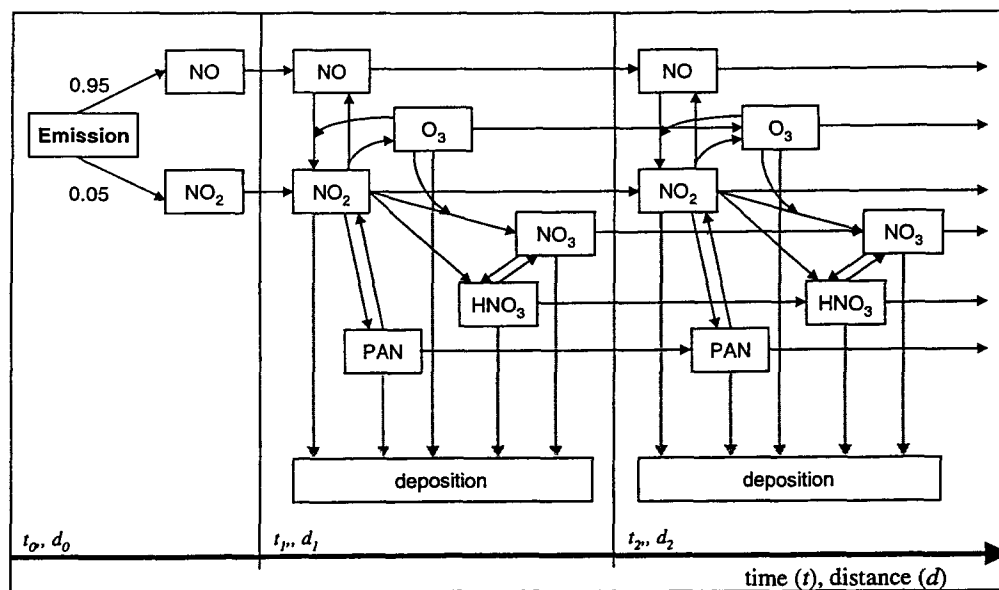 0.95
NO
NO
NO
Emission
O₃
O₃
0.05
NO₂
NO₂
NO₂
NO₃
NO₃
HNO₃
HNO₃
PAN
PAN
deposition
deposition
t₀, d₀
t₁, d₁
t₂, d₂
time (t), distance (d)